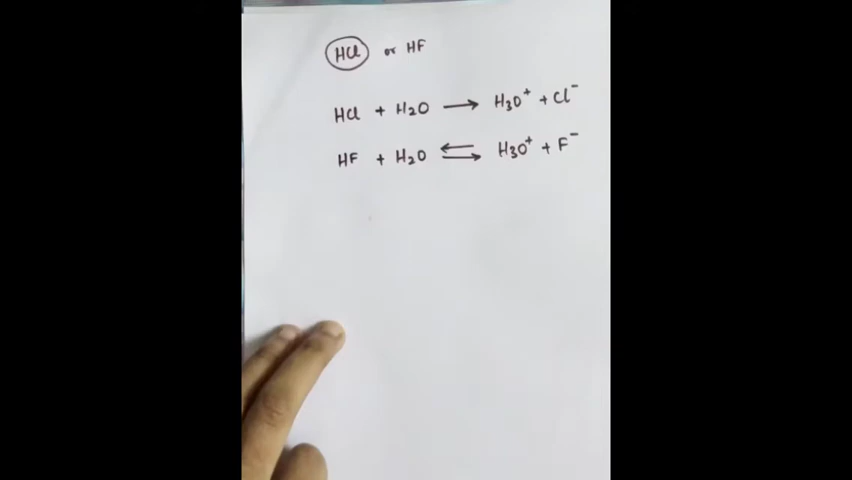 HCl or HF
HCl + H₂O → H₃O⁺ + Cl⁻
HF + H₂O ⇌ H₃O⁺ + F⁻